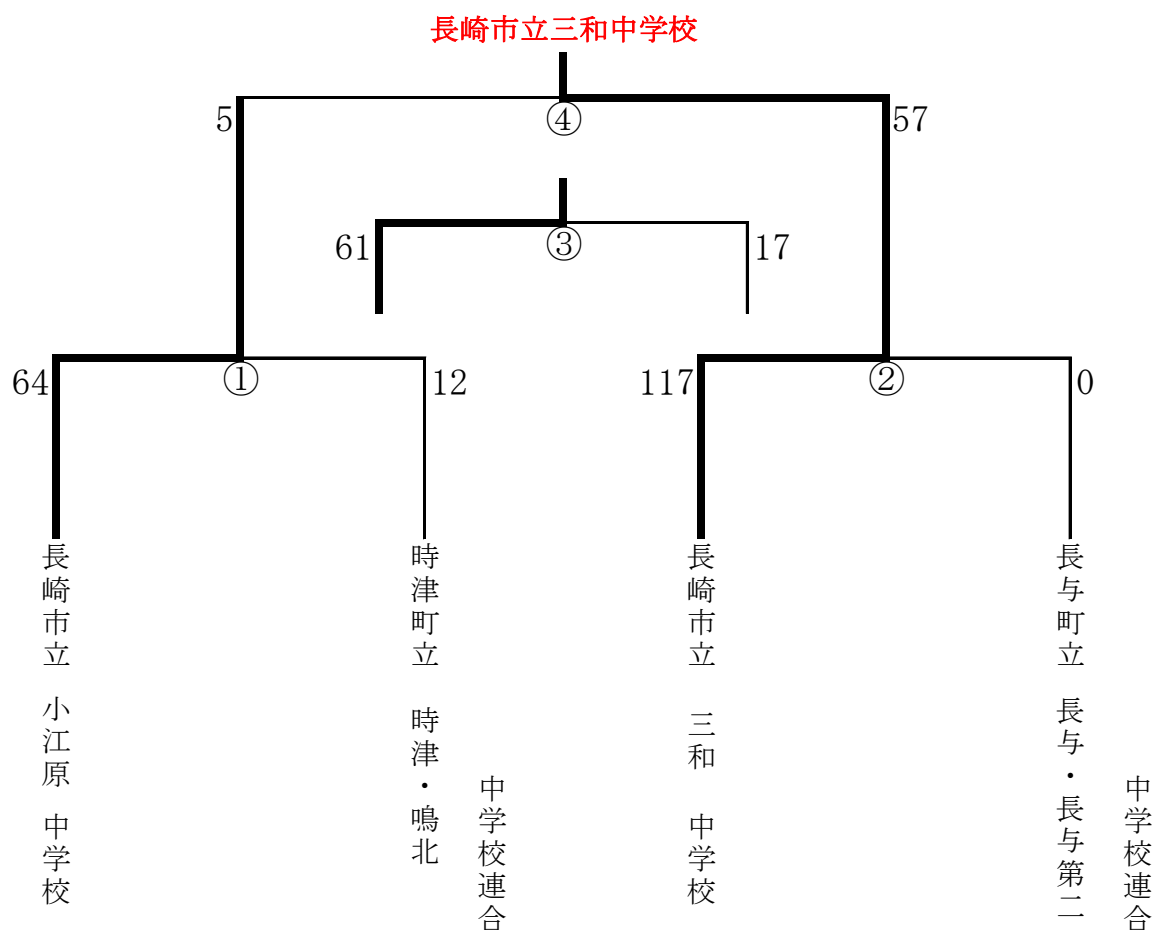 長崎市立三和中学校
5
④
57
61
③
17
64
①
12
117
②
0
長崎市立 小江原 中学校
時津町立 時津・鳴北
中学校連合
長崎市立 三和 中学校
長与町立 長与・長与第二
中学校連合